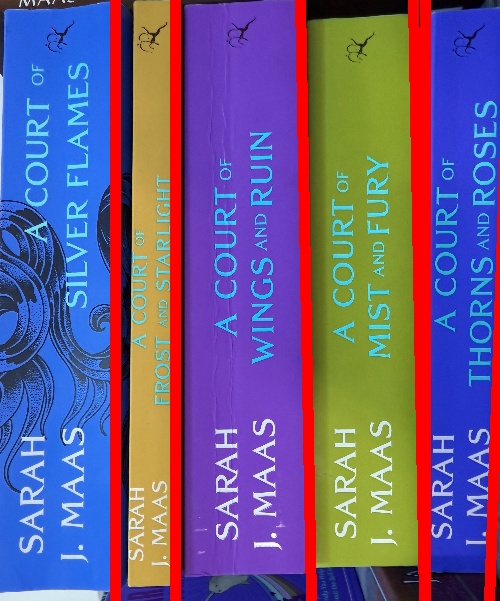 A COURT OF
SILVER FLAMES
SARAH
J. MAAS
A COURT OF
FROST AND STARLIGHT
SARAH
J. MAAS
A COURT OF
WINGS AND RUIN
SARAH
J. MAAS
A COURT OF
MIST AND FURY
SARAH
J. MAAS
A COURT OF
THORNS AND ROSES
SARAH
J. MAAS